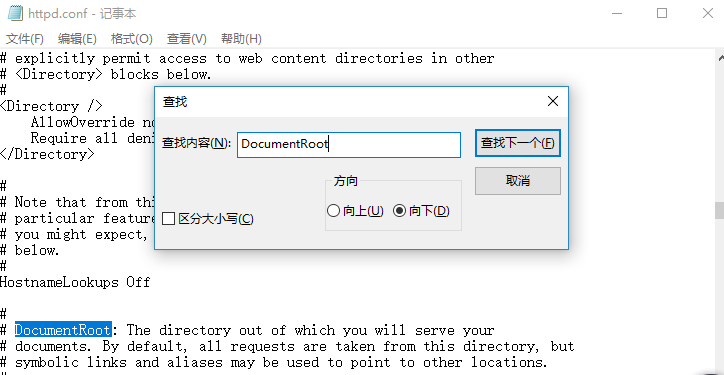 httpd.conf - 记事本
文件(F) 编辑(E) 格式(O) 查看(V) 帮助(H)
# explicitly permit access to web content directories in other
# <Directory> blocks below.
#
<Directory />
AllowOverride no
Require all deni
</Directory>
#
# Note that from thi
# particular feature
# you might expect,
# below.
#
HostnameLookups Off
#
# DocumentRoot: The directory out of which you will serve your
# documents. By default, all requests are taken from this directory, but
# symbolic links and aliases may be used to point to other locations.
#
查找
查找内容(N): DocumentRoot
查找下一个(F)
取消
方向
向上(U) 向下(D)
区分大小写(C)